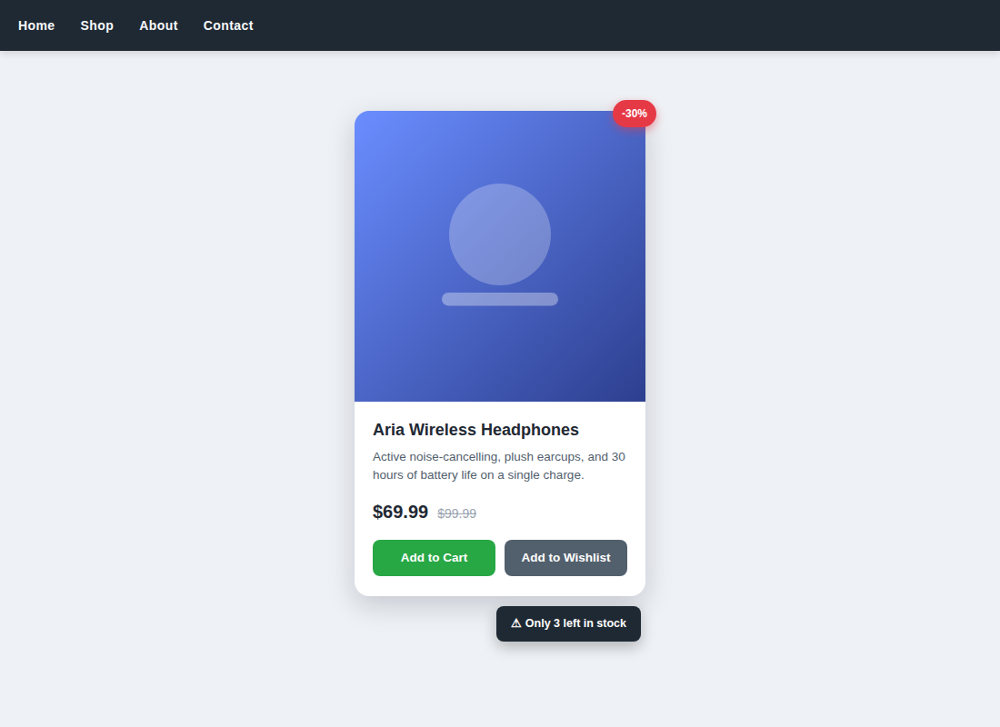 Home Shop About Contact
-30%
Aria Wireless Headphones
Active noise-cancelling, plush earcups, and 30
hours of battery life on a single charge.
$69.99 $99.99
Add to Cart Add to Wishlist
⚠ Only 3 left in stock